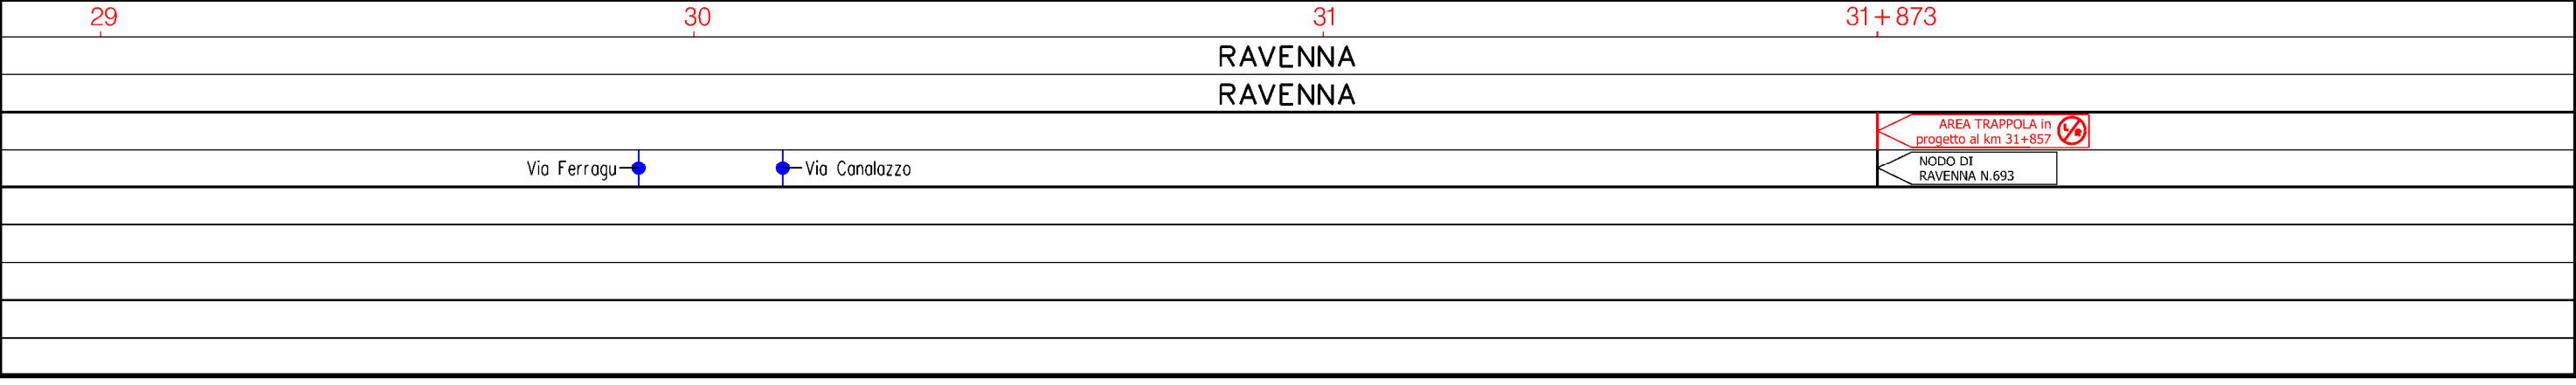 29 30 31 31+873
RAVENNA
RAVENNA
AREA TRAPPOLA in
progetto al km 31+857
L/R
Via Ferragu Via Canalazzo
NODO DI
RAVENNA N.693